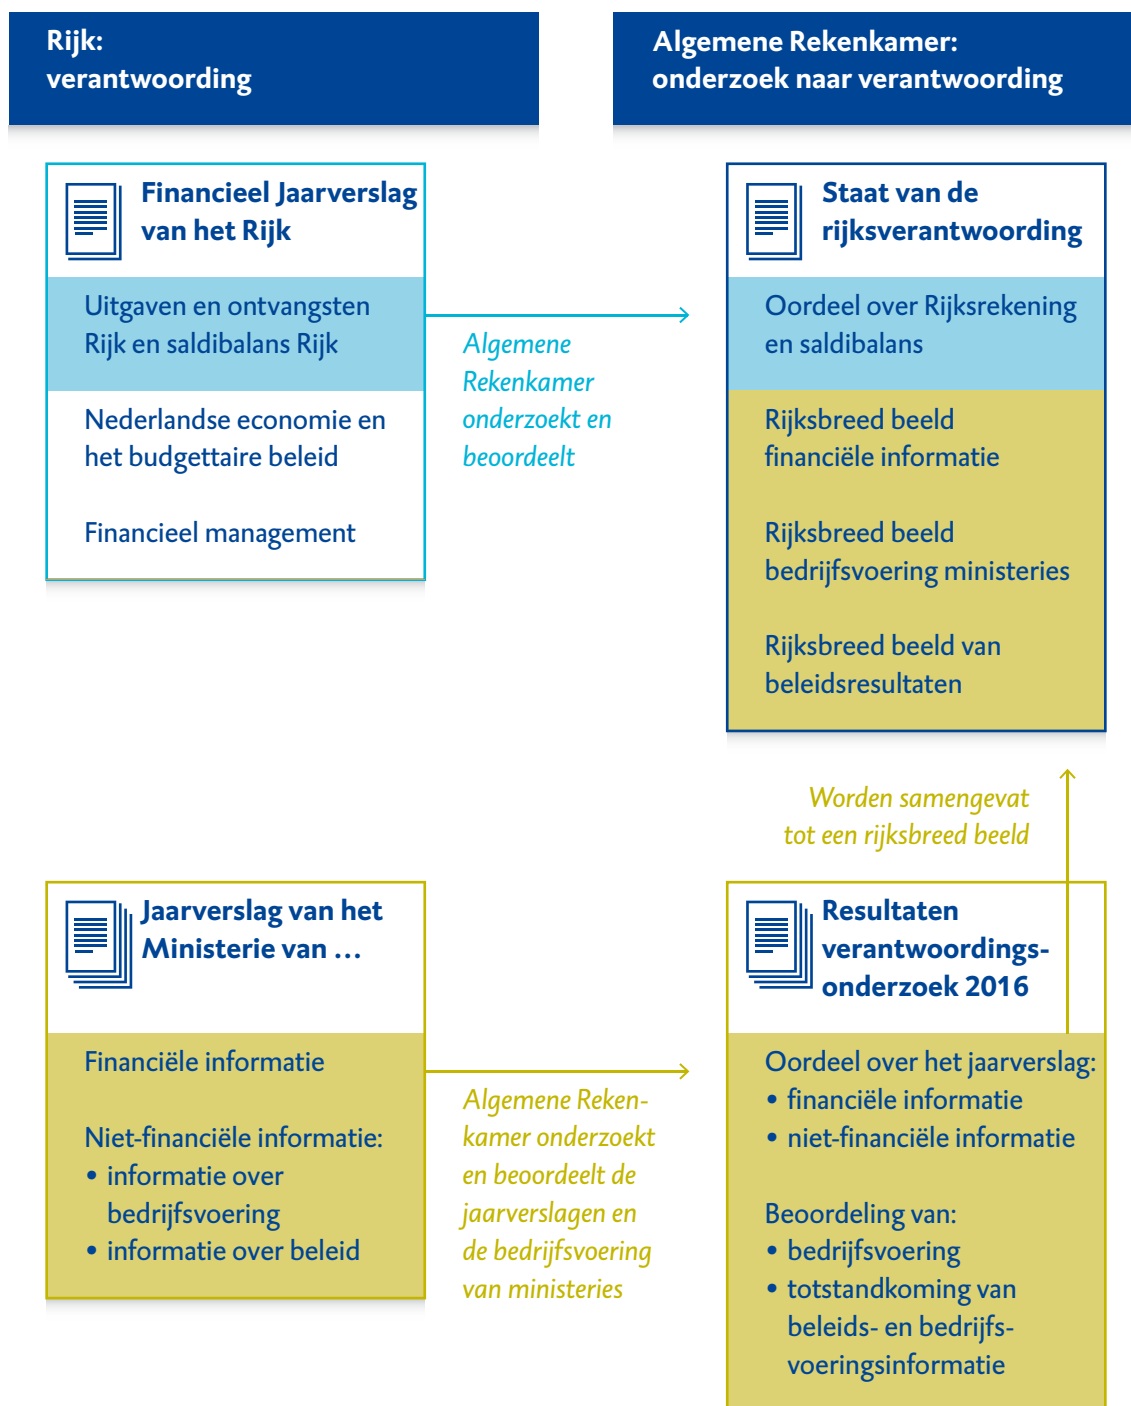 Rijk:
verantwoording
Algemene Rekenkamer:
onderzoek naar verantwoording
Financieel Jaarverslag
van het Rijk
Uitgaven en ontvangsten
Rijk en saldibalans Rijk
Nederlandse economie en
het budgettaire beleid
Financieel management
Algemene
Rekenkamer
onderzoekt en
beoordeelt
Staat van de
rijksverantwoording
Oordeel over Rijksrekening
en saldibalans
Rijksbreed beeld
financiële informatie
Rijksbreed beeld
bedrijfsvoering ministeries
Rijksbreed beeld van
beleidsresultaten
Worden samengevat
tot een rijksbreed beeld
Jaarverslag van het
Ministerie van ...
Financiële informatie
Niet-financiële informatie:
• informatie over
bedrijfsvoering
• informatie over beleid
Algemene Reken-
kamer onderzoekt
en beoordeelt de
jaarverslagen en
de bedrijfsvoering
van ministeries
Resultaten
verantwoordings-
onderzoek 2016
Oordeel over het jaarverslag:
• financiële informatie
• niet-financiële informatie
Beoordeling van:
• bedrijfsvoering
• totstandkoming van
beleids- en bedrijfs-
voeringsinformatie